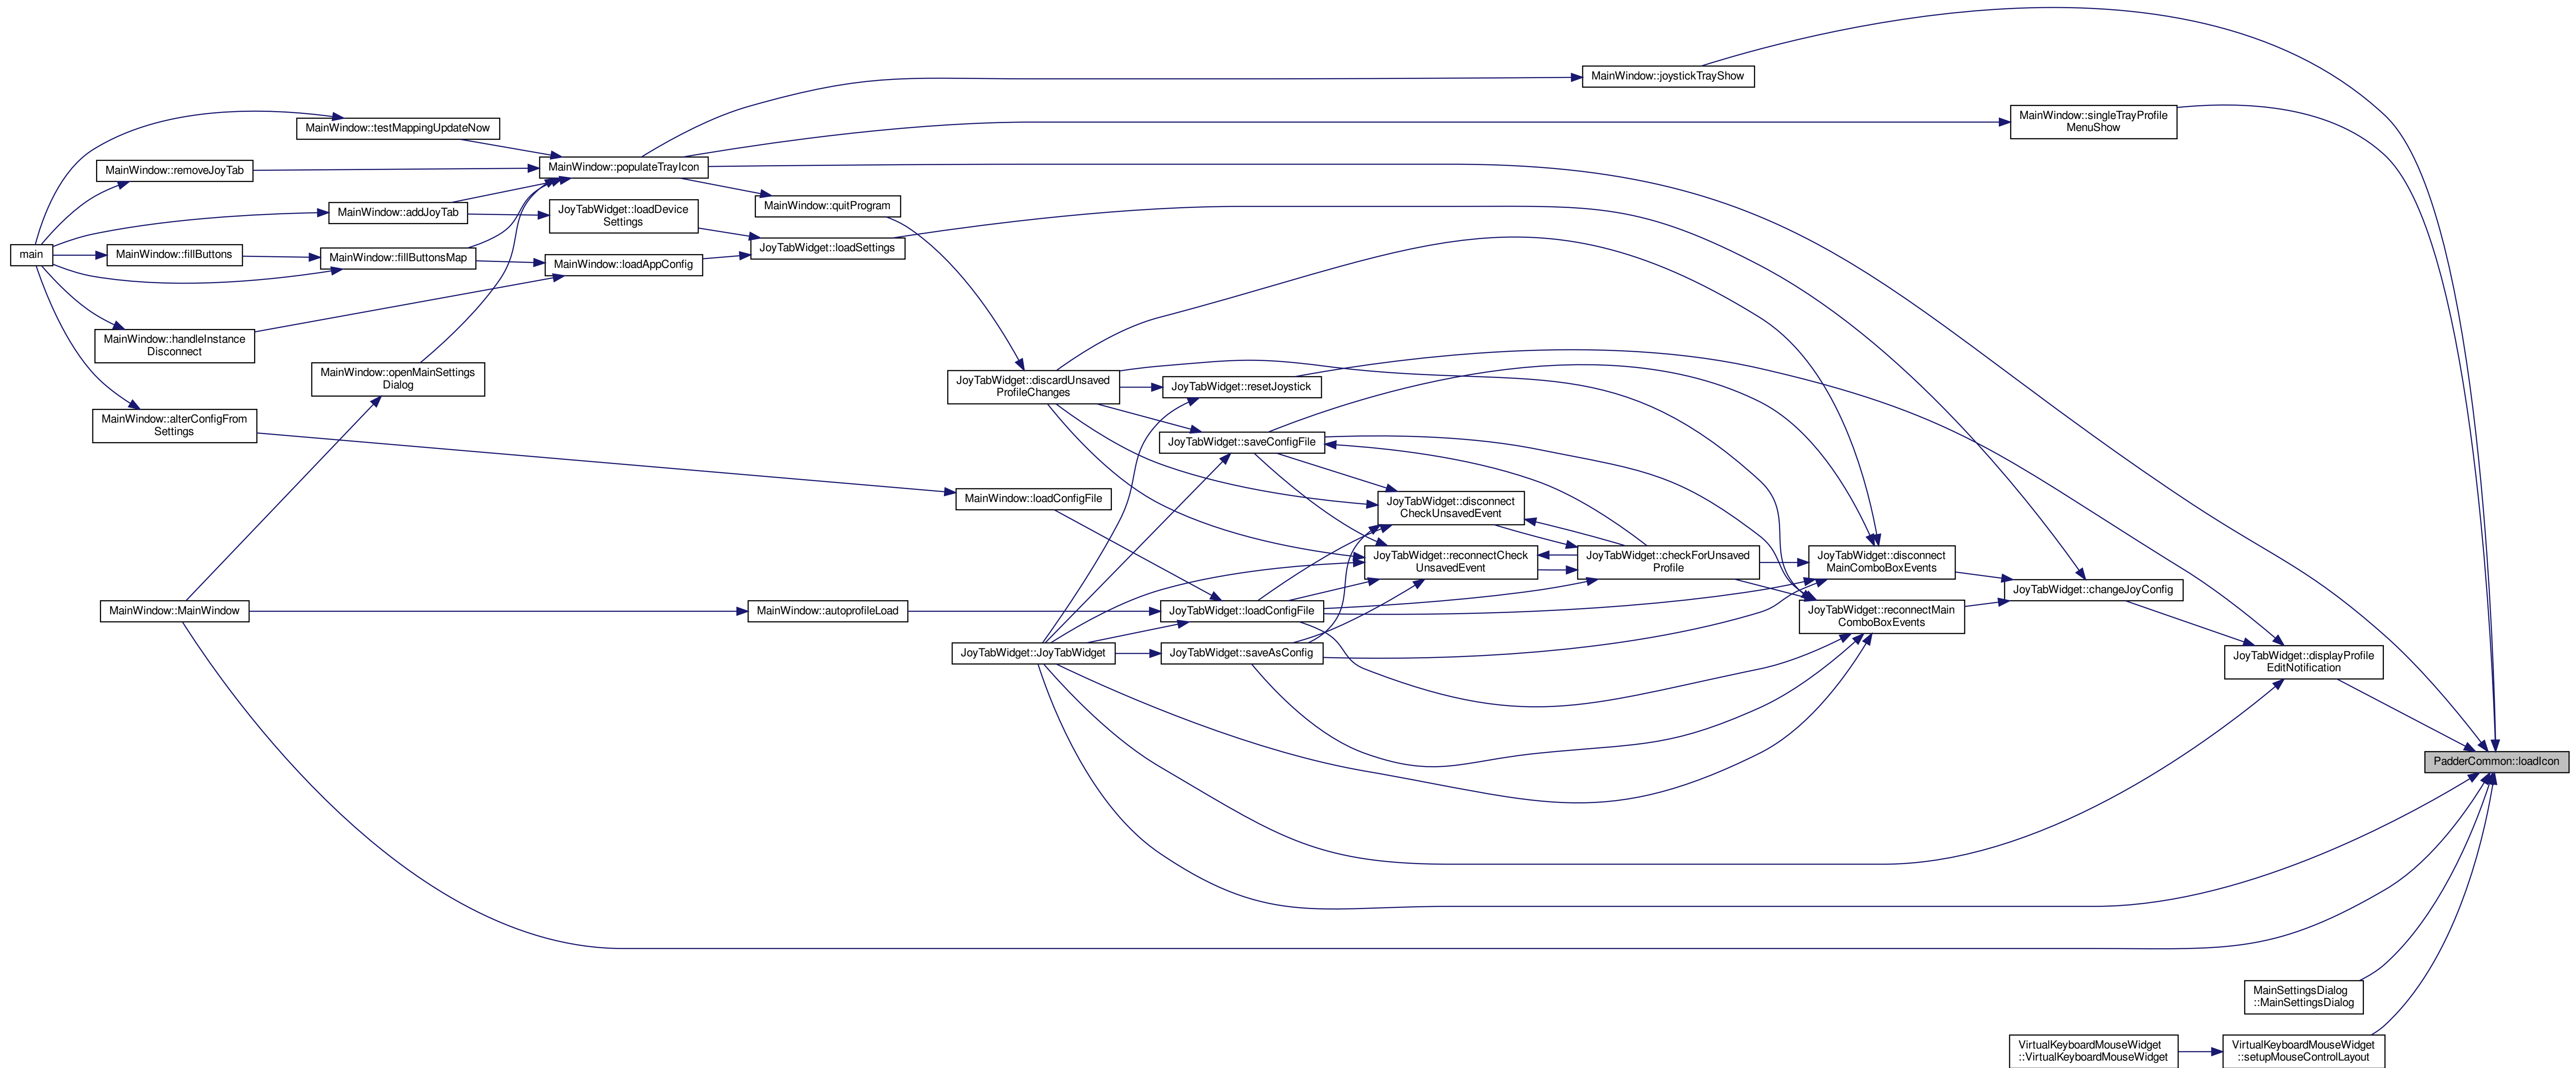 MainWindow::joystickTrayShow
MainWindow::singleTrayProfile
MenuShow
MainWindow::testMappingUpdateNow
MainWindow::removeJoyTab
MainWindow::populateTrayIcon
MainWindow::addJoyTab
JoyTabWidget::loadDevice
Settings
MainWindow::quitProgram
main
MainWindow::fillButtons
MainWindow::fillButtonsMap
MainWindow::loadAppConfig
JoyTabWidget::loadSettings
MainWindow::handleInstance
Disconnect
MainWindow::openMainSettings
Dialog
MainWindow::alterConfigFrom
Settings
JoyTabWidget::discardUnsaved
ProfileChanges
JoyTabWidget::resetJoystick
JoyTabWidget::saveConfigFile
MainWindow::loadConfigFile
JoyTabWidget::disconnect
CheckUnsavedEvent
JoyTabWidget::reconnectCheck
UnsavedEvent
JoyTabWidget::checkForUnsaved
Profile
JoyTabWidget::disconnect
MainComboBoxEvents
JoyTabWidget::changeJoyConfig
MainWindow::MainWindow
MainWindow::autoprofileLoad
JoyTabWidget::loadConfigFile
JoyTabWidget::reconnectMain
ComboBoxEvents
JoyTabWidget::JoyTabWidget
JoyTabWidget::saveAsConfig
JoyTabWidget::displayProfile
EditNotification
PadderCommon::loadIcon
MainSettingsDialog
::MainSettingsDialog
VirtualKeyboardMouseWidget
::VirtualKeyboardMouseWidget
VirtualKeyboardMouseWidget
::setupMouseControlLayout